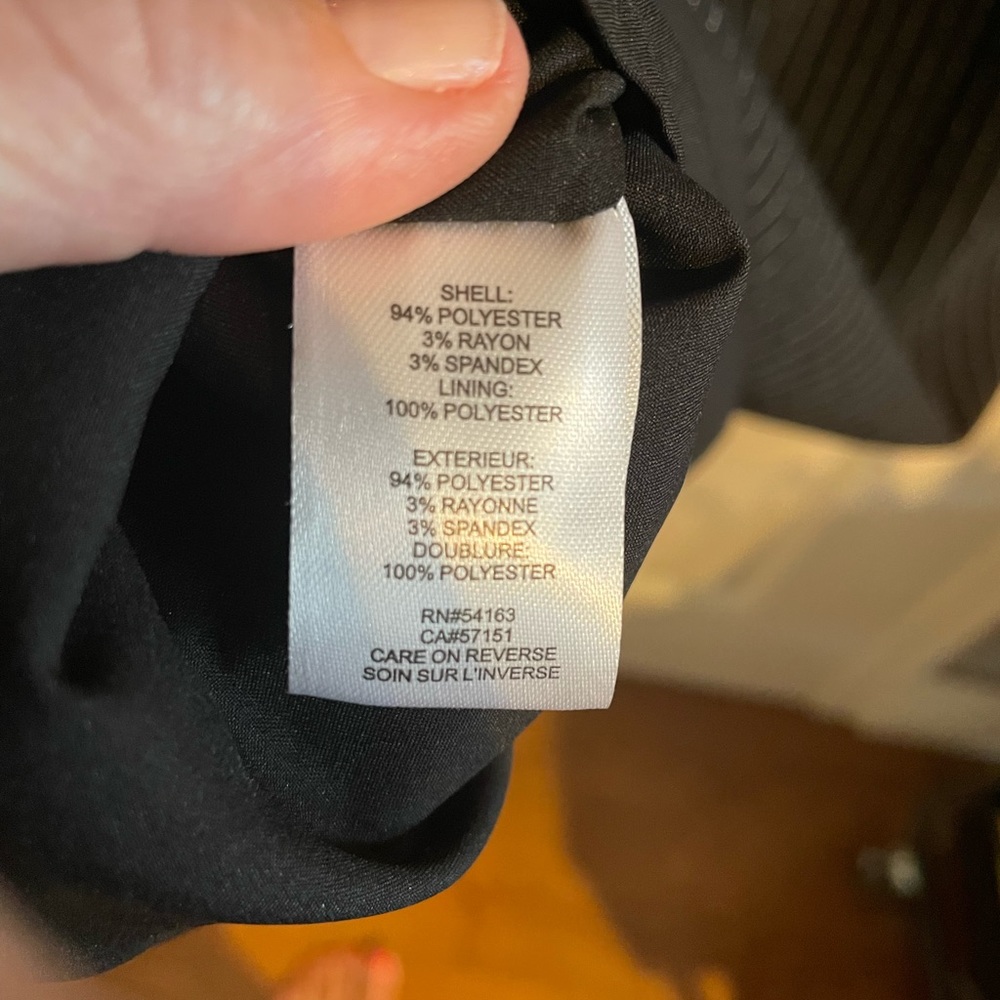 SHELL:
94% POLYESTER
3% RAYON
3% SPANDEX
LINING:
100% POLYESTER
EXTERIEUR:
94% POLYESTER
3% RAYONNE
3% SPANDEX
DOUBLURE:
100% POLYESTER
RN#54163
CA#57151
CARE ON REVERSE
SOIN SUR L'INVERSE